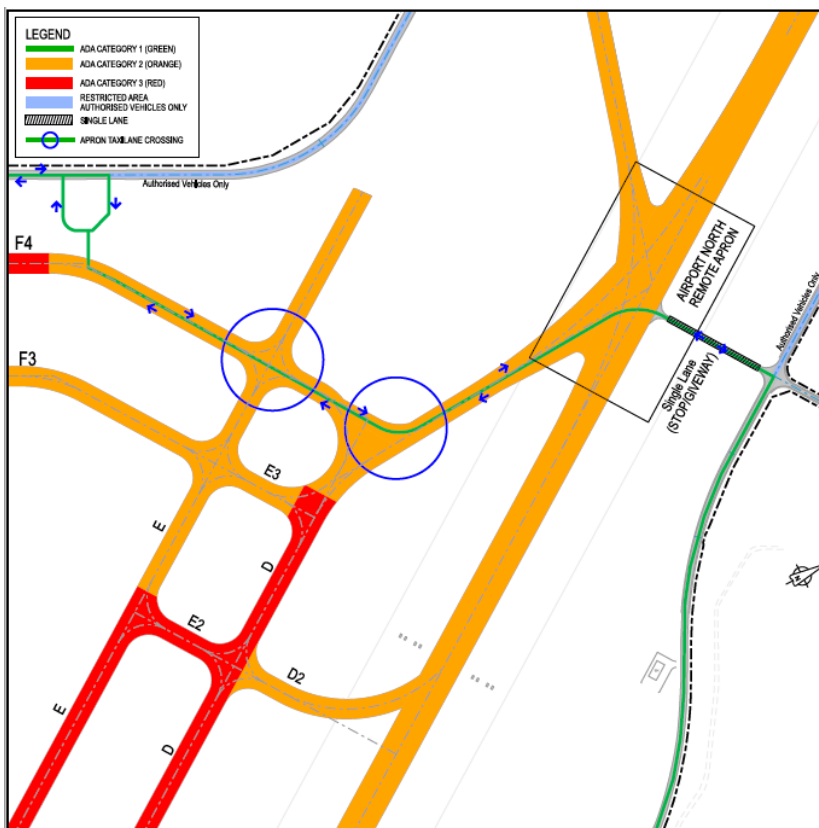 LEGEND
ADA CATEGORY 1 (GREEN)
ADA CATEGORY 2 (ORANGE)
ADA CATEGORY 3 (RED)
RESTRICTED AREA
AUTHORISED VEHICLES ONLY
SINGLE LANE
APRON TAXILANE CROSSING
Authorised Vehicles Only
F4
F3
AIRPORT NORTH
REMOTE APRON
Single Lane
(STOP/GIVEWAY)
Authorised Vehicles Only
E3
E
D
E2
D2
E
D